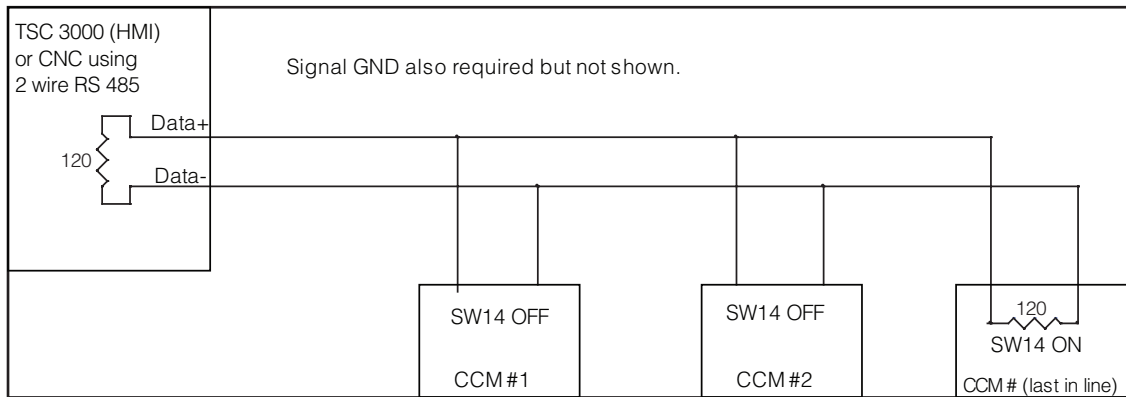 TSC 3000 (HMI)
or CNC using
2 wire RS 485
Signal GND also required but not shown.
Data+
120
Data-
SW14 OFF
CCM #1
SW14 OFF
CCM #2
120
SW14 ON
CCM # (last in line)